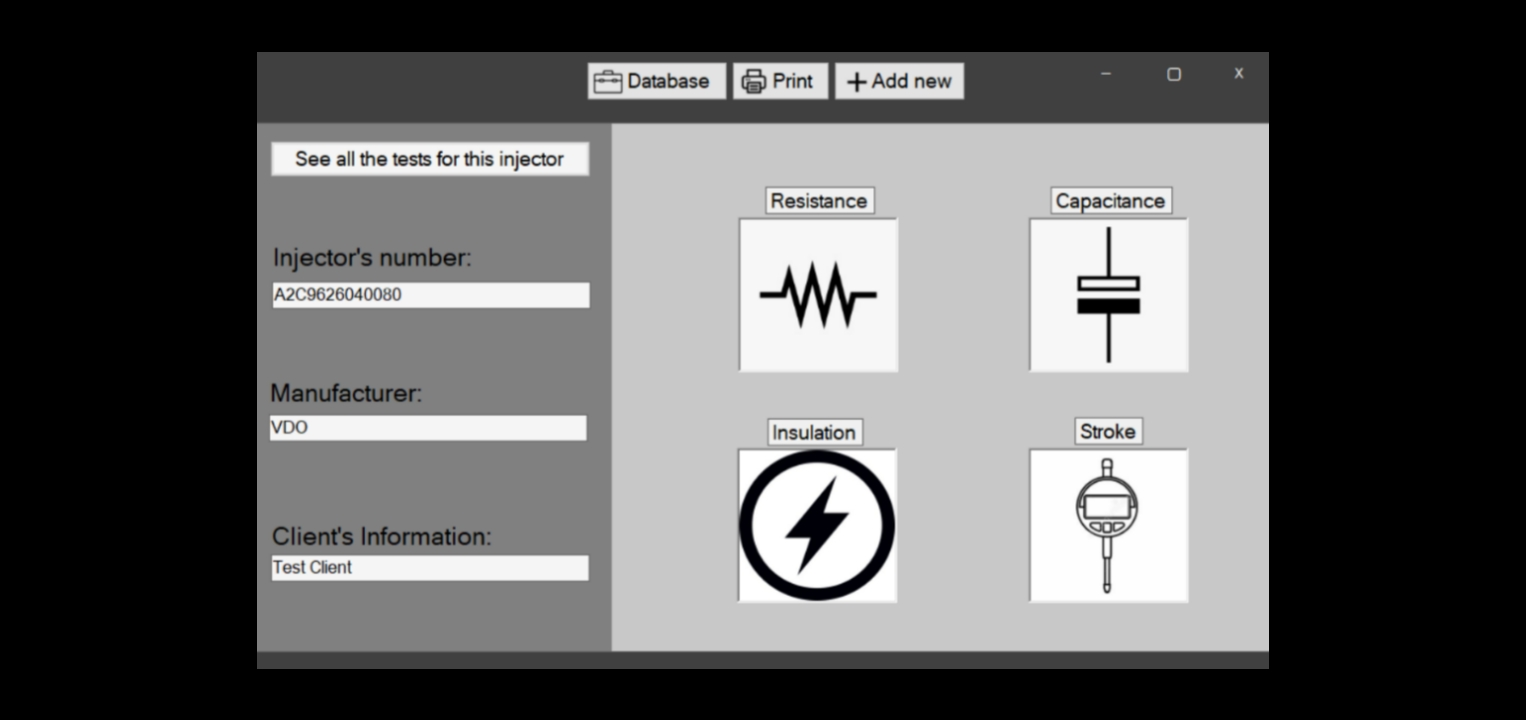 Database
Print
Add new
X
See all the tests for this injector
Injector's number:
A2C9626040080
Manufacturer:
VDO
Client's Information:
Test Client
Resistance
Capacitance
Insulation
Stroke